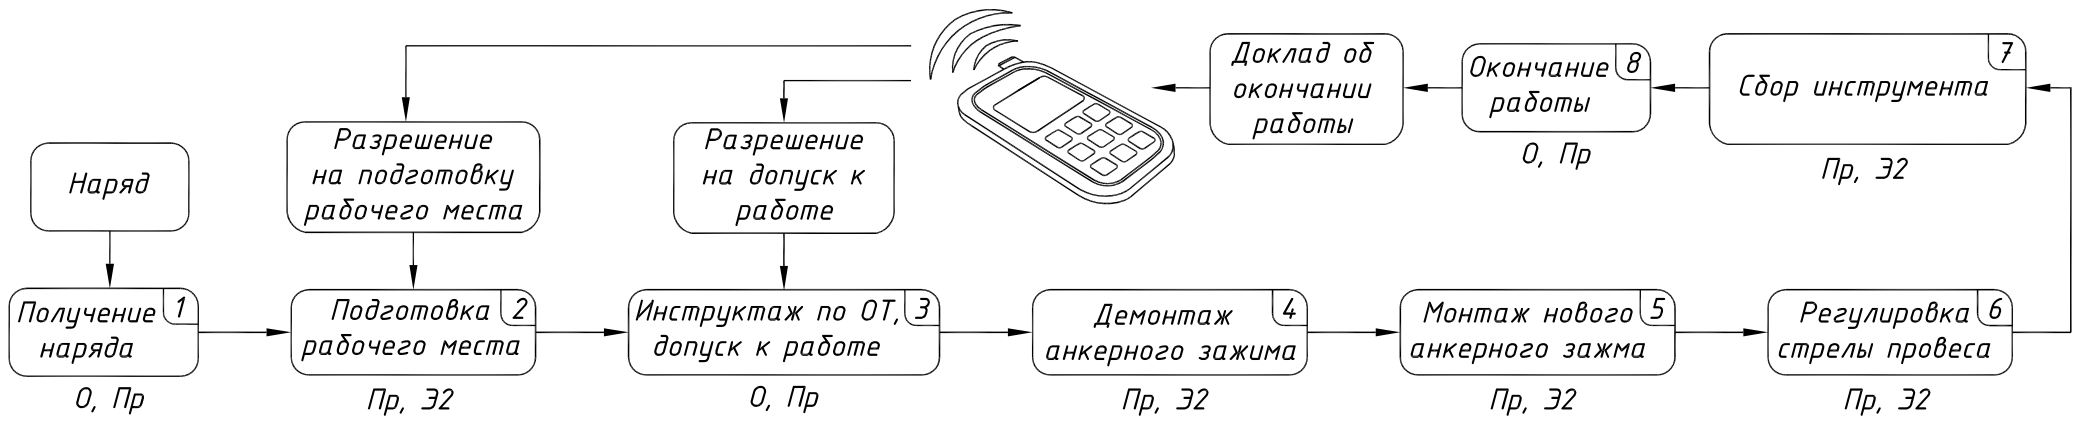 Наряд
Получение
наряда
1
О, Пр
Разрешение
на подготовку
рабочего места
Подготовка
рабочего места
2
Пр, Э2
Разрешение
на допуск к
работе
Инструктаж по ОТ,
допуск к работе
3
О, Пр
Демонтаж
анкерного зажима
4
Пр, Э2
Монтаж нового
анкерного зажма
5
Пр, Э2
Регулировка
стрелы провеса
6
Пр, Э2
Сбор инструмента
7
Пр, Э2
Окончание
работы
8
О, Пр
Доклад об
окончании
работы